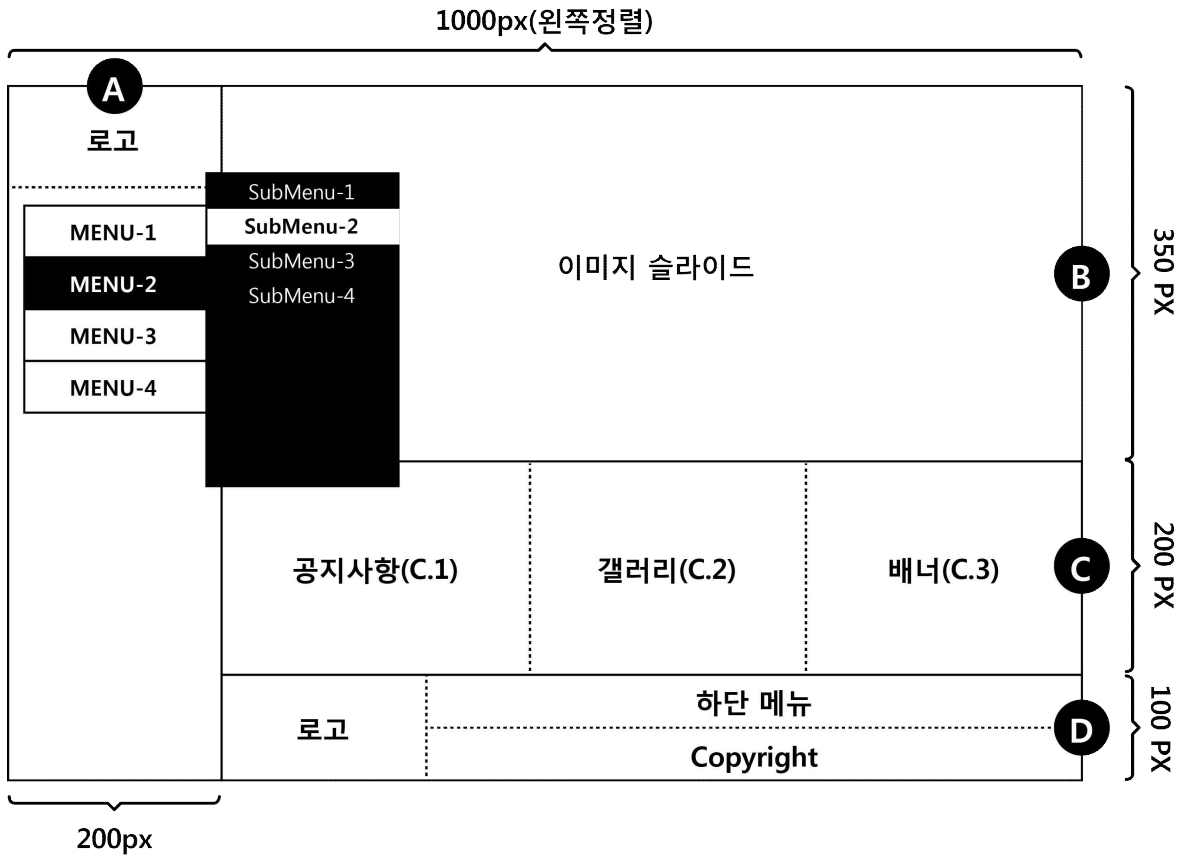 1000px(왼쪽정렬)
A
로고
SubMenu-1
SubMenu-2
SubMenu-3
SubMenu-4
MENU-1
MENU-2
MENU-3
MENU-4
이미지 슬라이드
B
350 PX
공지사항(C.1)
갤러리(C.2)
배너(C.3)
C
200 PX
로고
하단 메뉴
Copyright
D
100 PX
200px